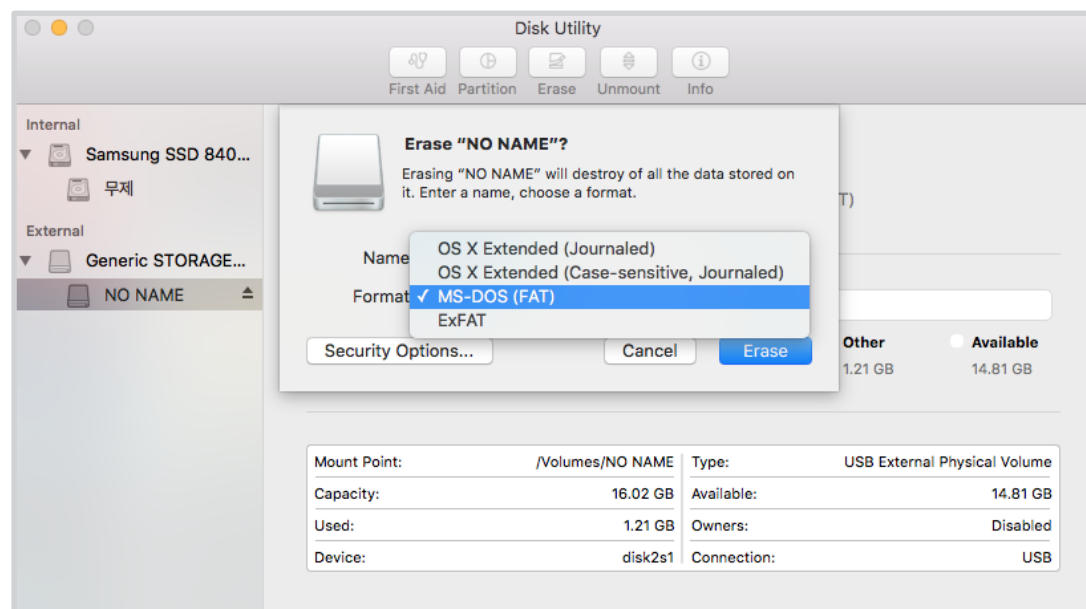 Disk Utility
First Aid Partition Erase Unmount Info
Internal
Samsung SSD 840...
무제
External
Generic STORAGE...
NO NAME
Erase “NO NAME”?
Erasing “NO NAME” will destroy of all the data stored on
it. Enter a name, choose a format.
T)
Name
Format
OS X Extended (Journaled)
OS X Extended (Case-sensitive, Journaled)
✓ MS-DOS (FAT)
ExFAT
Security Options... Cancel Erase
Other Available
1.21 GB 14.81 GB
Mount Point: /Volumes/NO NAME Type: USB External Physical Volume
Capacity: 16.02 GB Available: 14.81 GB
Used: 1.21 GB Owners: Disabled
Device: disk2s1 Connection: USB